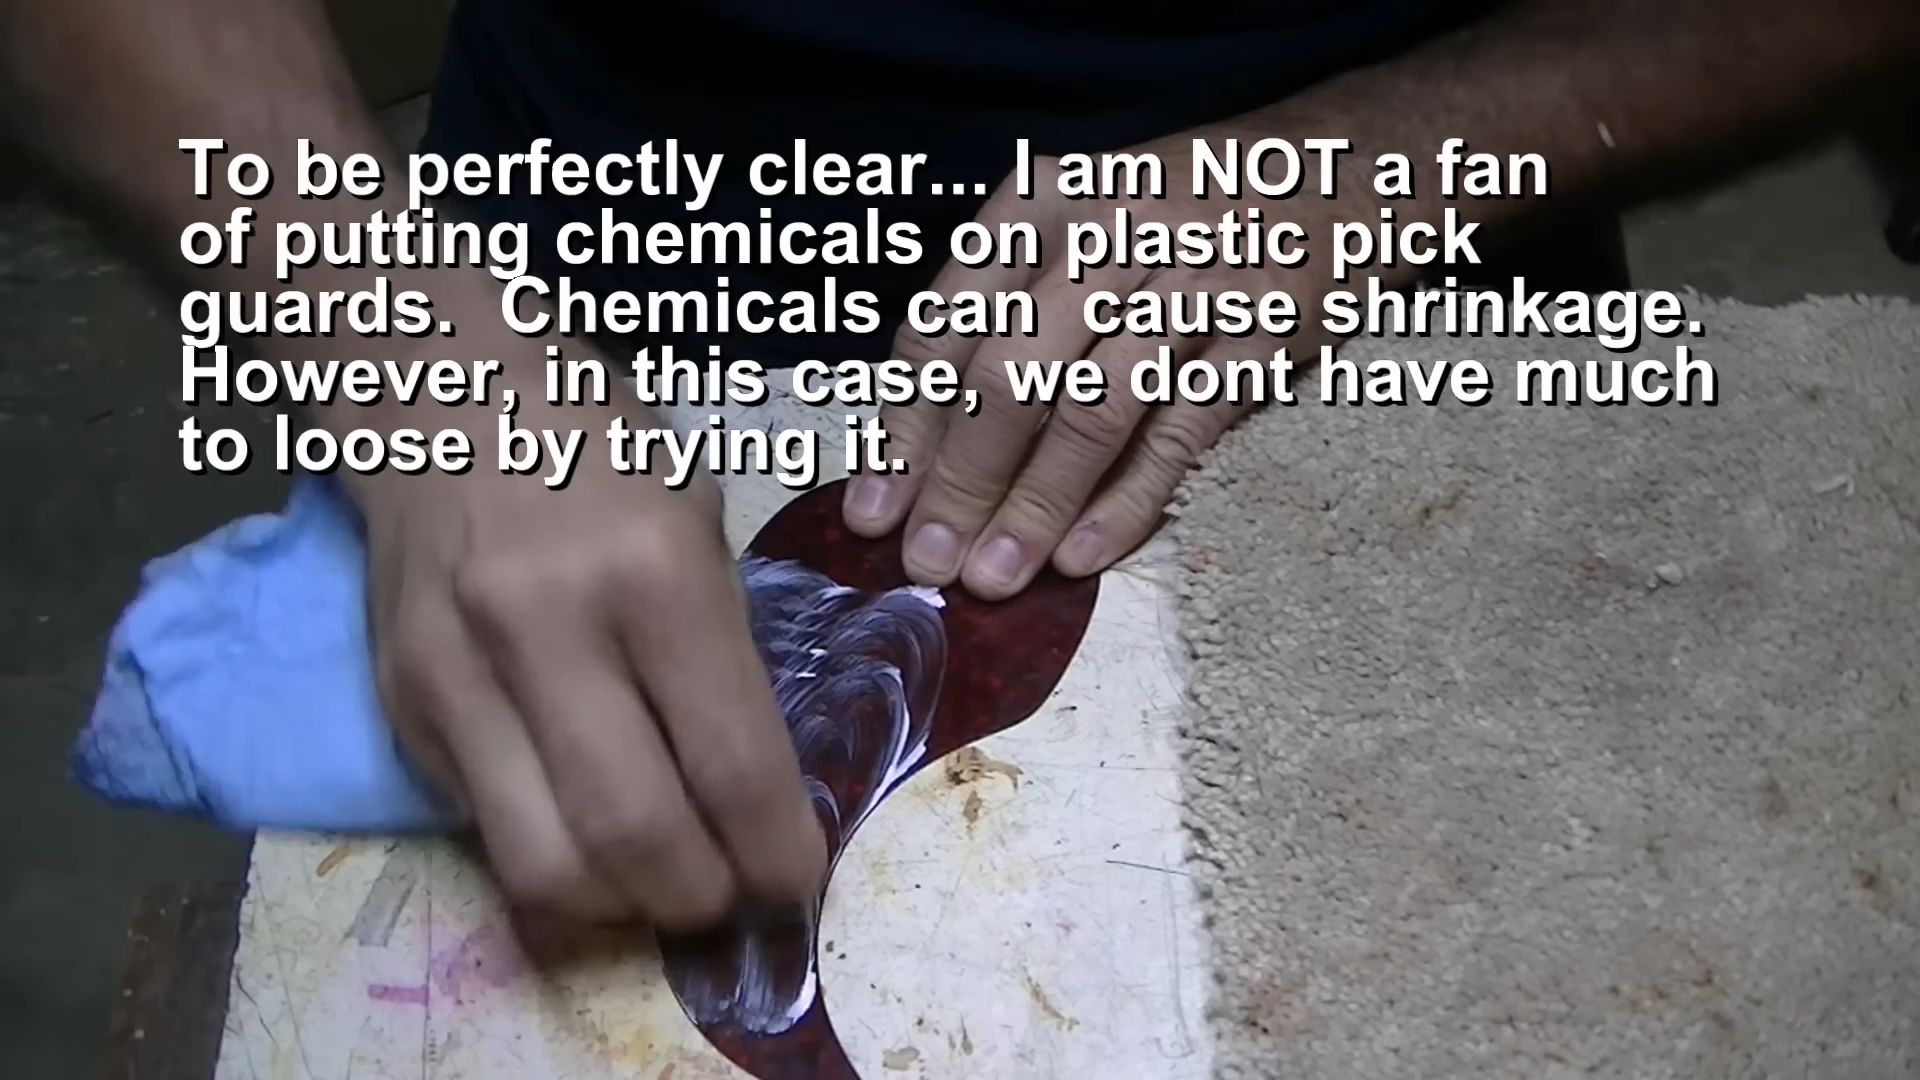 To be perfectly clear... I am NOT a fan
of putting chemicals on plastic pick
guards.  Chemicals can  cause shrinkage.
However, in this case, we dont have much
to loose by trying it.